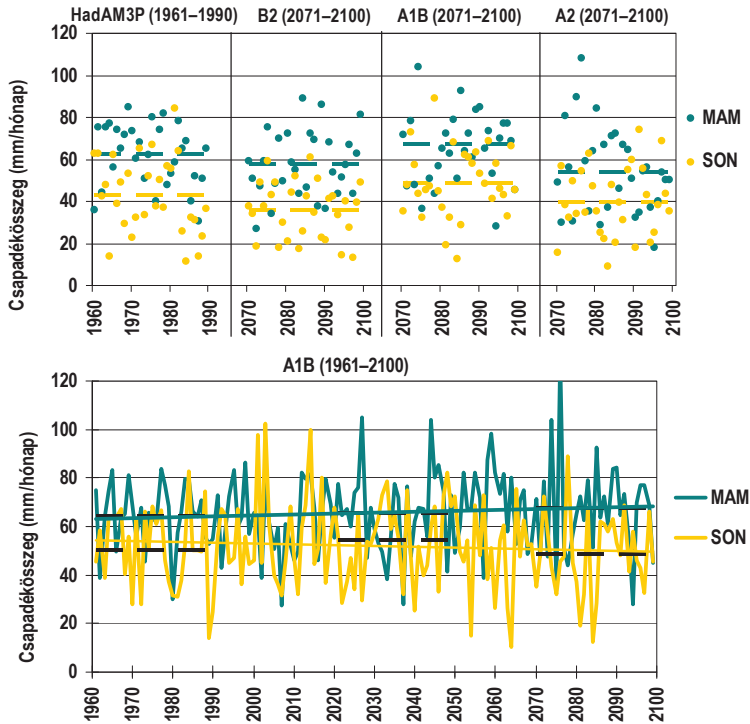 HadAM3P (1961–1990) B2 (2071–2100) A1B (2071–2100) A2 (2071–2100)
Csapadékösszeg (mm/hónap)
120
100
80
60
40
20
0
1960 1970 1980 1990 2070 2080 2090 2100 2070 2080 2090 2100 2070 2080 2090 2100
MAM
SON
A1B (1961–2100)
Csapadékösszeg (mm/hónap)
120
100
80
60
40
20
0
1960 1970 1980 1990 2000 2010 2020 2030 2040 2050 2060 2070 2080 2090 2100
MAM
SON